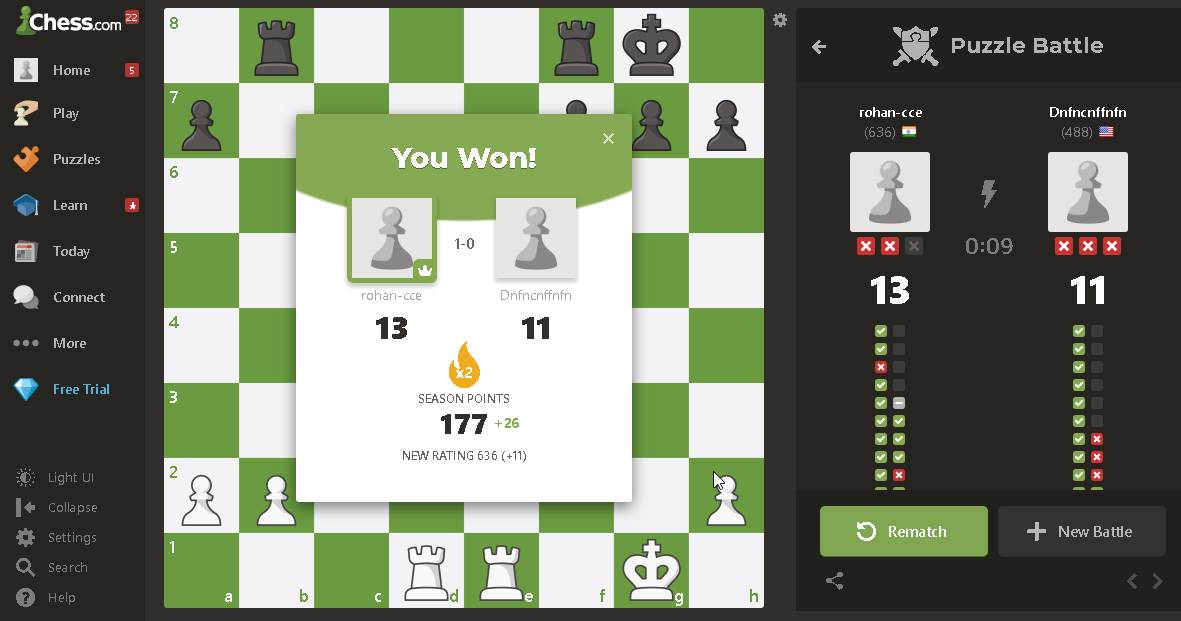 Chess.com 22
Home 5
Play
Puzzles
Learn
Today
Connect
More
Free Trial
Light UI
Collapse
Settings
Search
Help
8
7
6
5
4
3
2
1
a b c d e f g h
You Won!
1-0
rohan-cce Dnfncnffnfn
13 11
x2
SEASON POINTS
177 +26
NEW RATING 636 (+11)
Puzzle Battle
rohan-cce Dnfncnffnfn
(636) (488)
0:09
13 11
Rematch New Battle